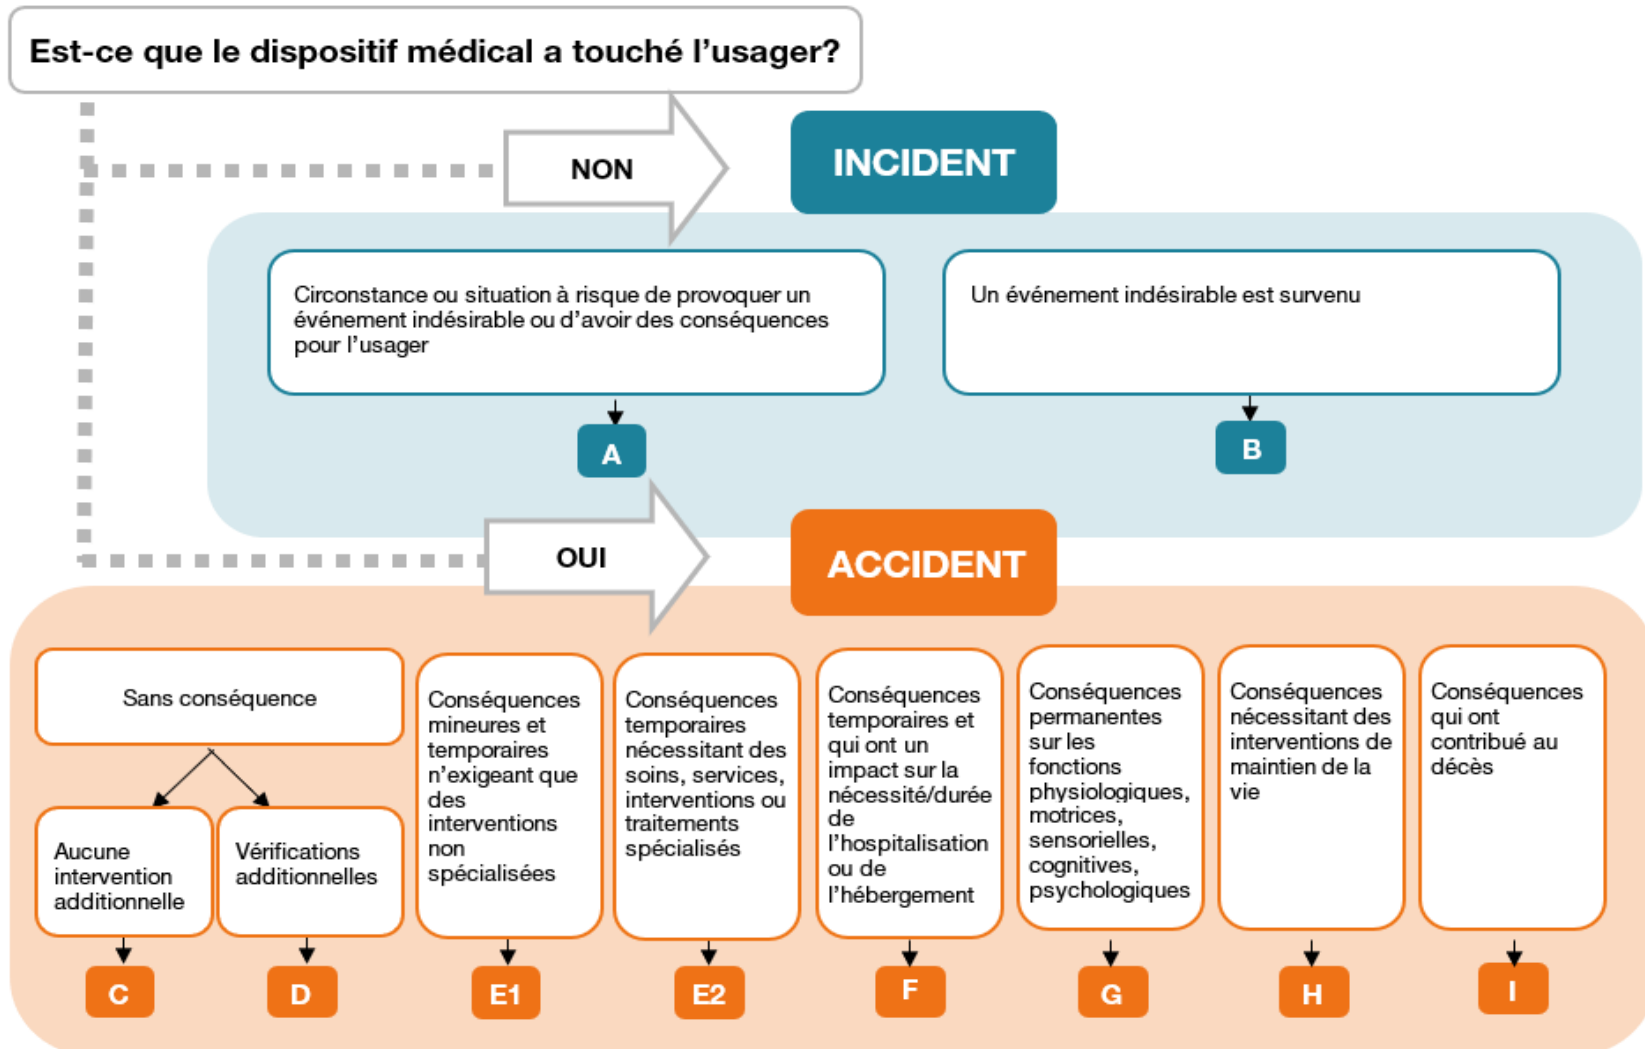 Est-ce que le dispositif médical a touché l'usager?
NON
INCIDENT
Circonstance ou situation à risque de provoquer un
événement indésirable ou d'avoir des conséquences
pour l'usager
Un événement indésirable est survenu
A
B
OUI
ACCIDENT
Sans conséquence
Aucune
intervention
additionnelle
Vérifications
additionnelles
Conséquences
mineures et
temporaires
n'exigeant que
des
interventions
non
spécialisées
Conséquences
temporaires
nécessitant des
soins, services,
interventions ou
traitements
spécialisés
Conséquences
temporaires et
qui ont un
impact sur la
nécessité/durée
de
l'hospitalisation
ou de
l'hébergement
Conséquences
permanentes
sur les
fonctions
physiologiques,
motrices,
sensorielles,
cognitives,
psychologiques
Conséquences
nécessitant des
interventions de
maintien de la
vie
Conséquences
qui ont
contribué au
décès
C
D
E1
E2
F
G
H
I